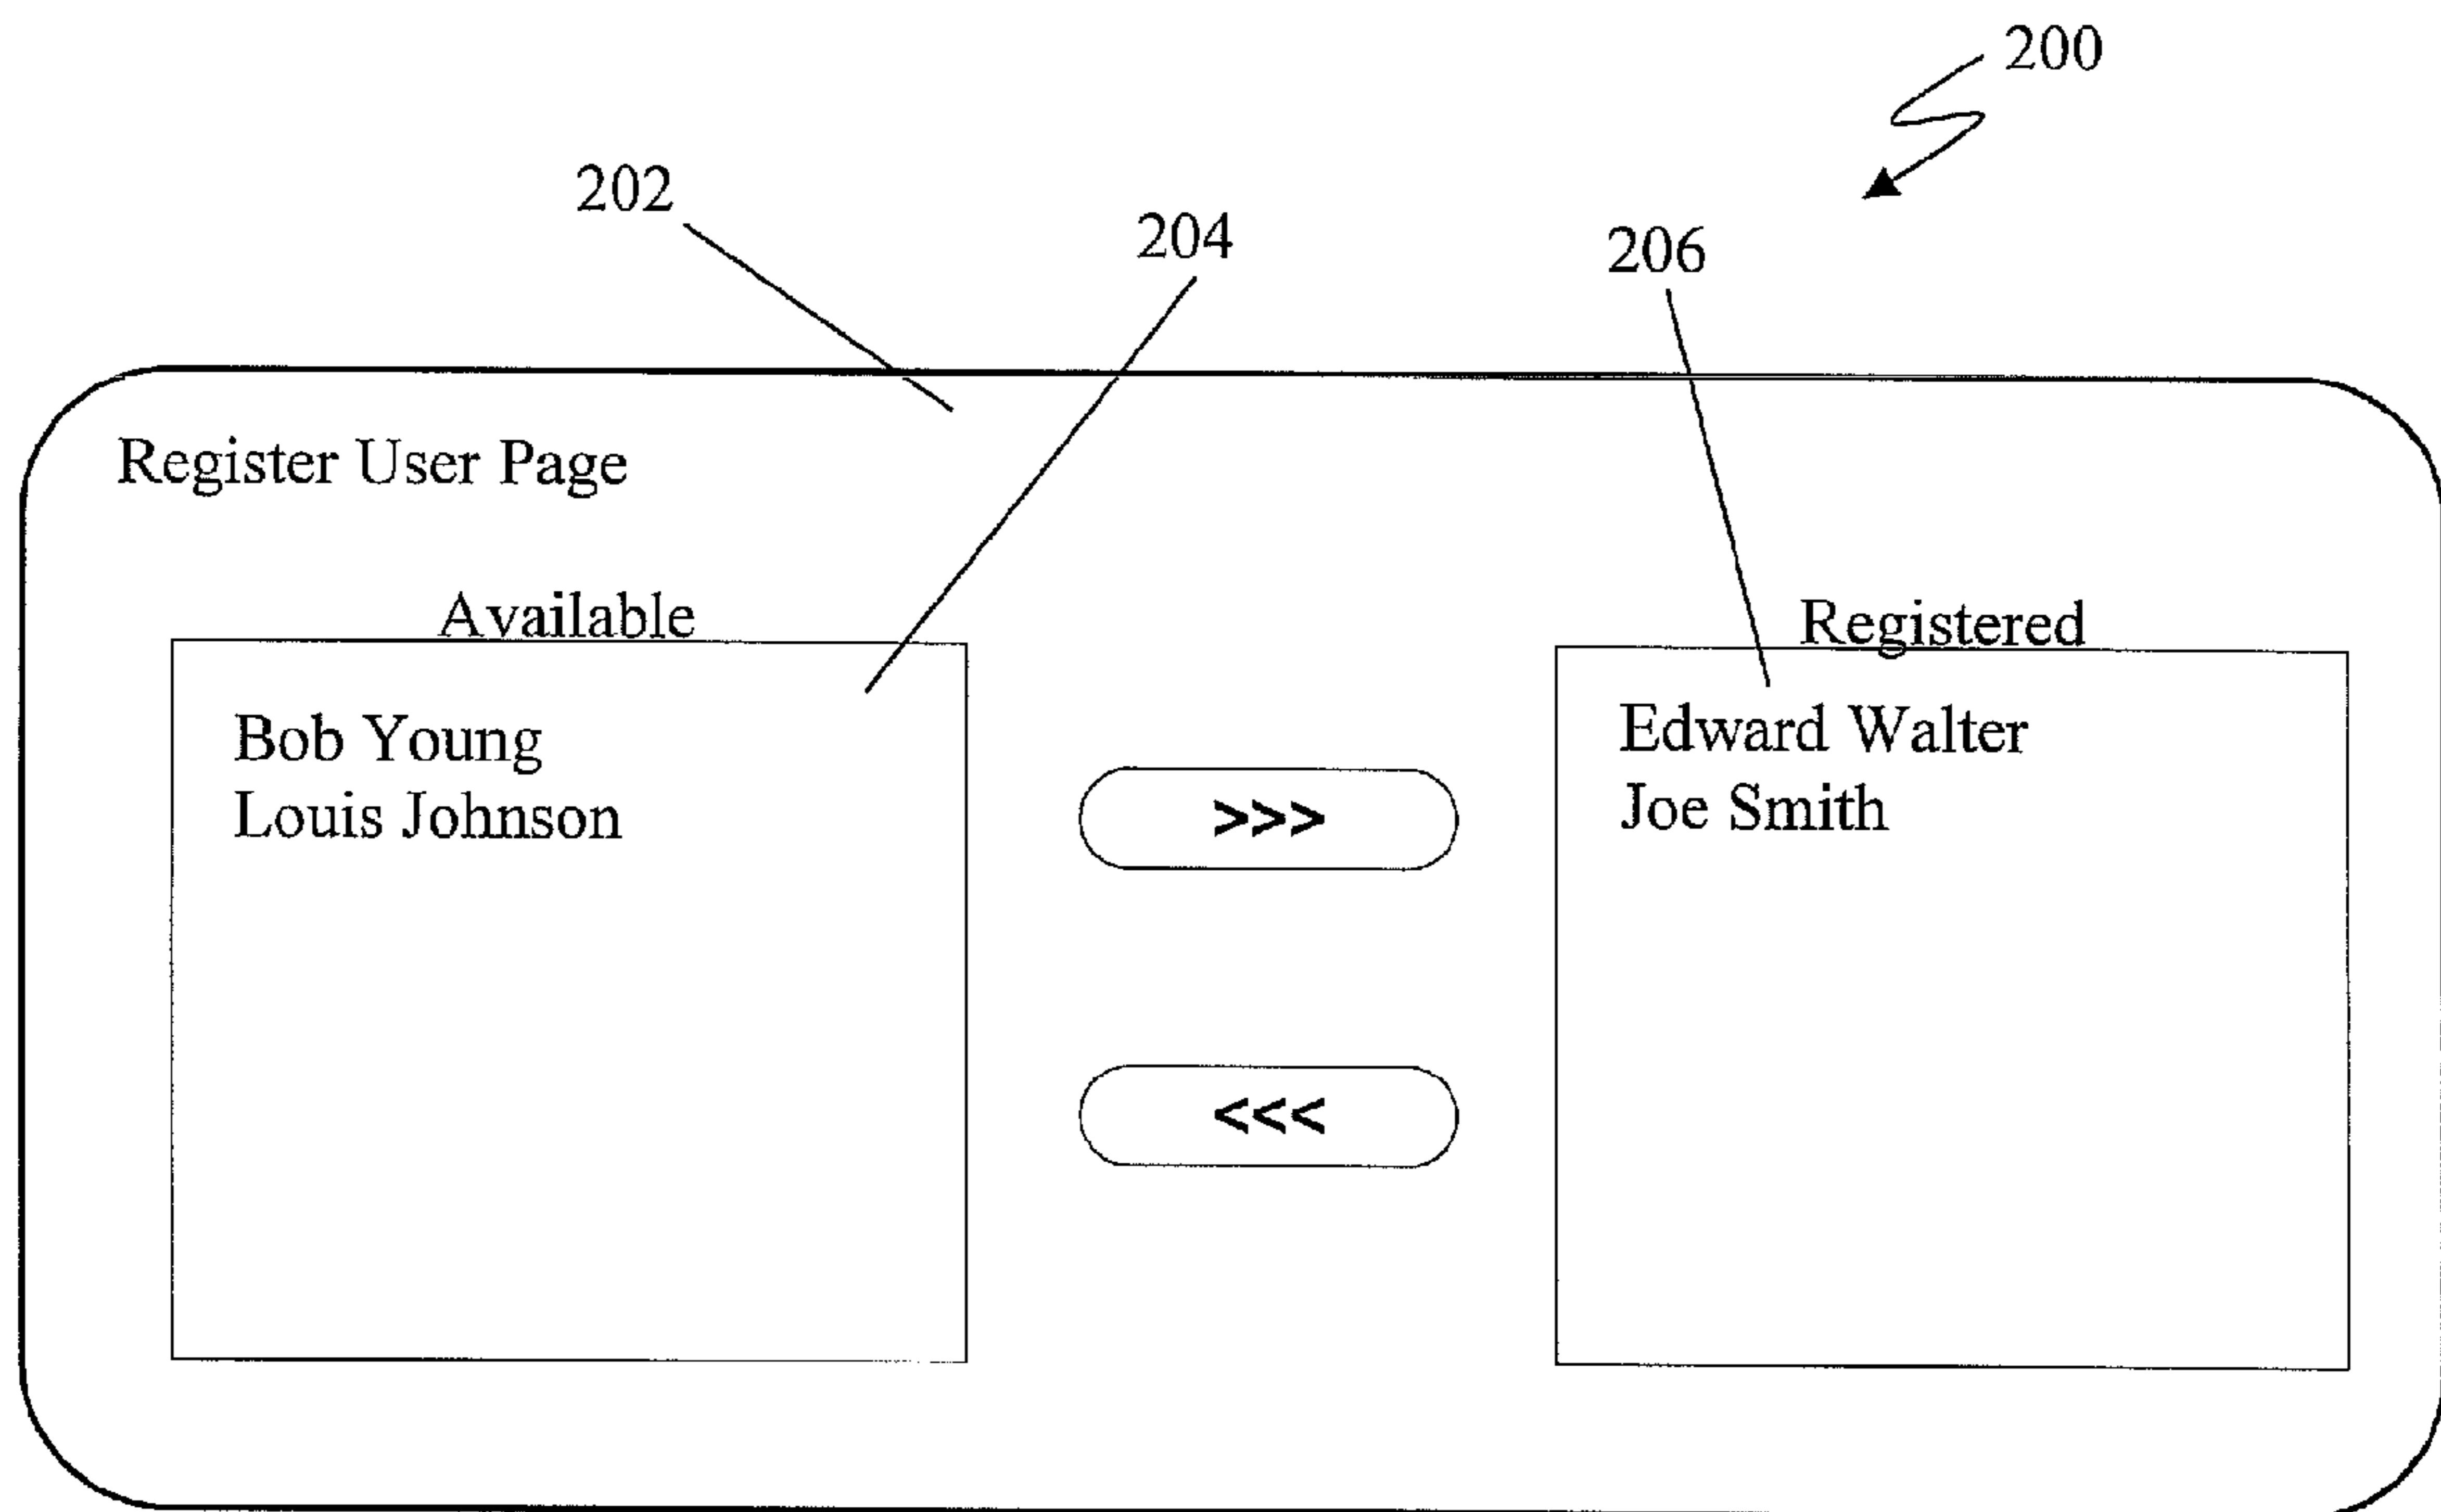 200
202
204
206
Register User Page
Available
Registered
Bob Young
Louis Johnson
Edward Walter
Joe Smith
>>>
<<<